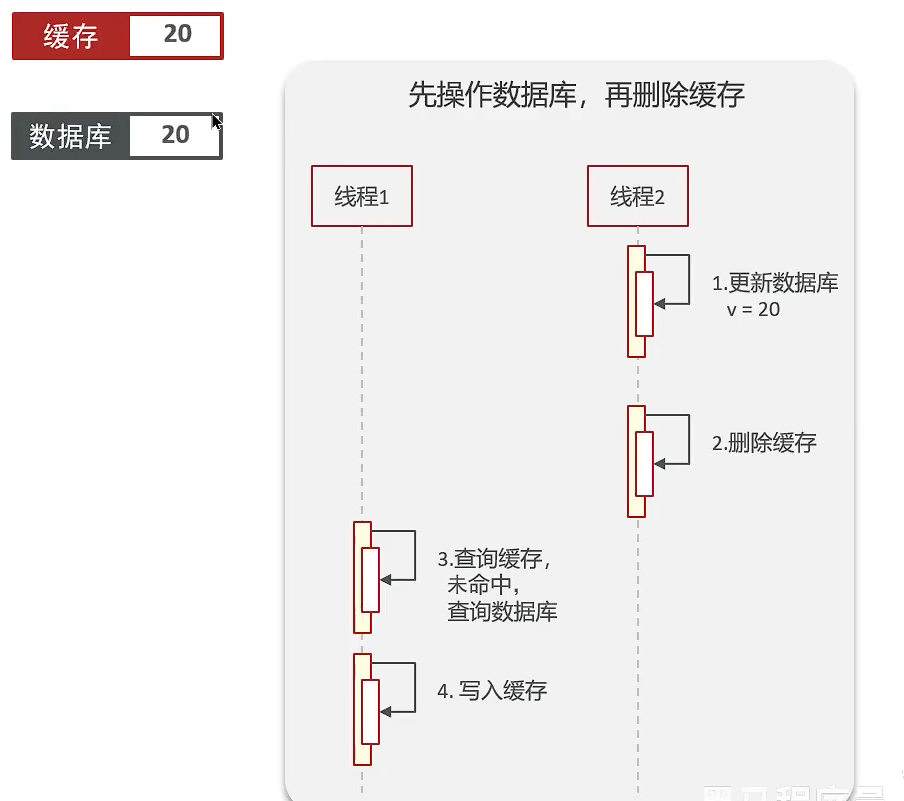 缓存 20
数据库 20
先操作数据库，再删除缓存
线程1
线程2
1.更新数据库
v = 20
2.删除缓存
3.查询缓存，
未命中，
查询数据库
4. 写入缓存